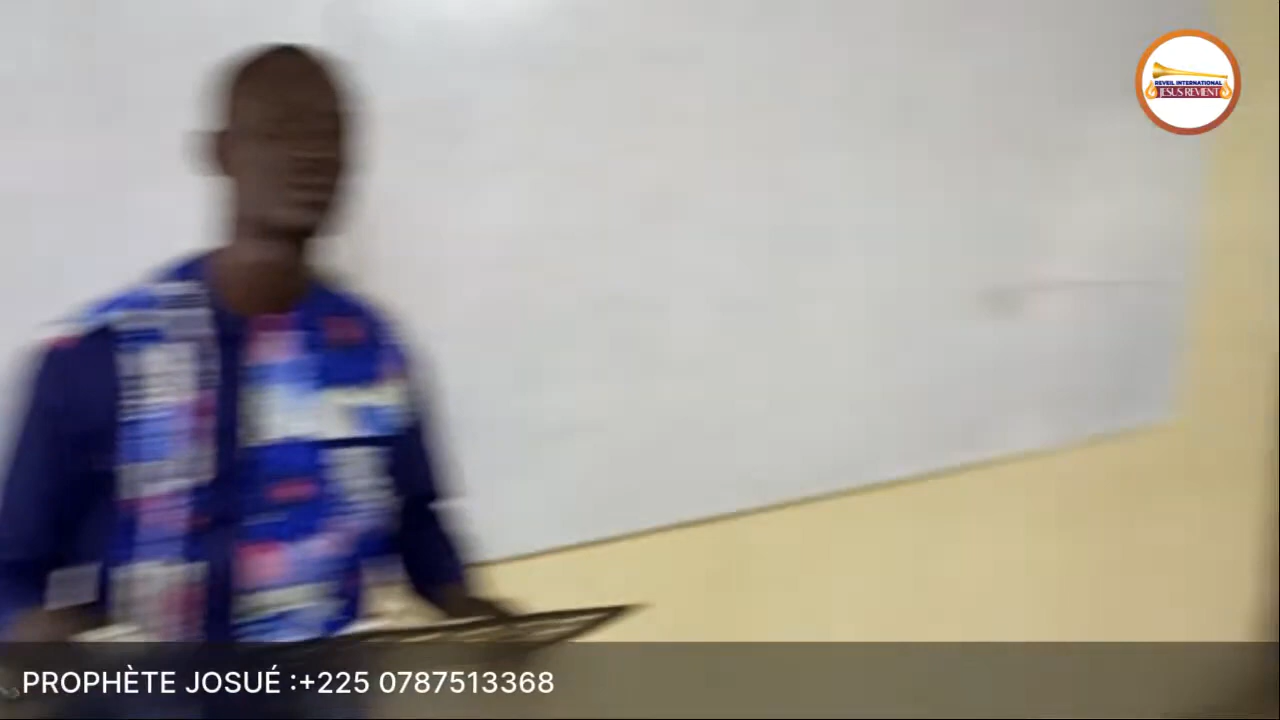 REVEIL INTERNATIONAL
JESUS REVIENT
PROPHÈTE JOSUÉ :+225 0787513368